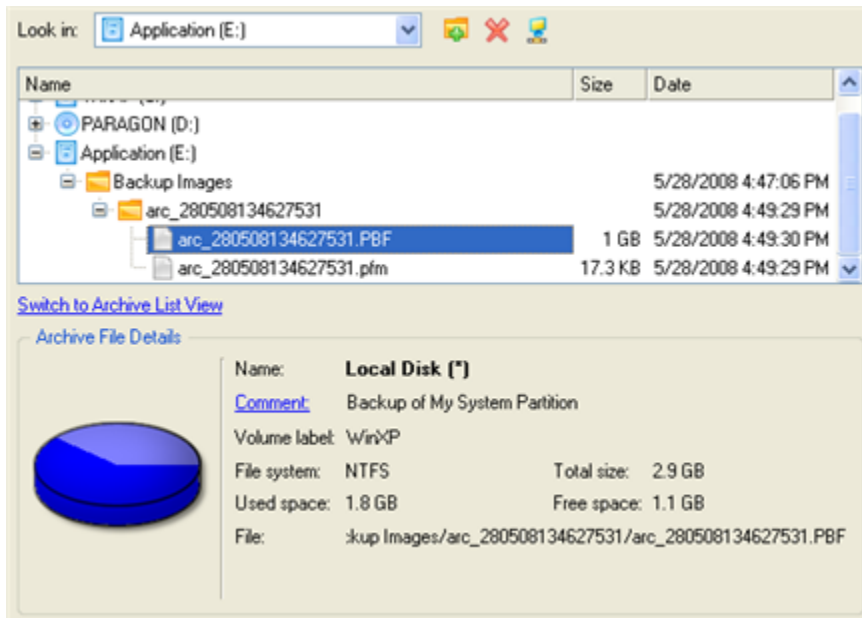 Look in: Application (E:)
Name Size Date
PARAGON (D:)
Application (E:)
Backup Images 5/28/2008 4:47:06 PM
arc_280508134627531 5/28/2008 4:49:29 PM
arc_280508134627531.PBF 1 GB 5/28/2008 4:49:30 PM
arc_280508134627531.pfm 17.3 KB 5/28/2008 4:49:29 PM
Switch to Archive List View
Archive File Details
Name: Local Disk (*)
Comment: Backup of My System Partition
Volume label: WinXP
File system: NTFS Total size: 2.9 GB
Used space: 1.8 GB Free space: 1.1 GB
File: kup Images/arc_280508134627531/arc_280508134627531.PBF